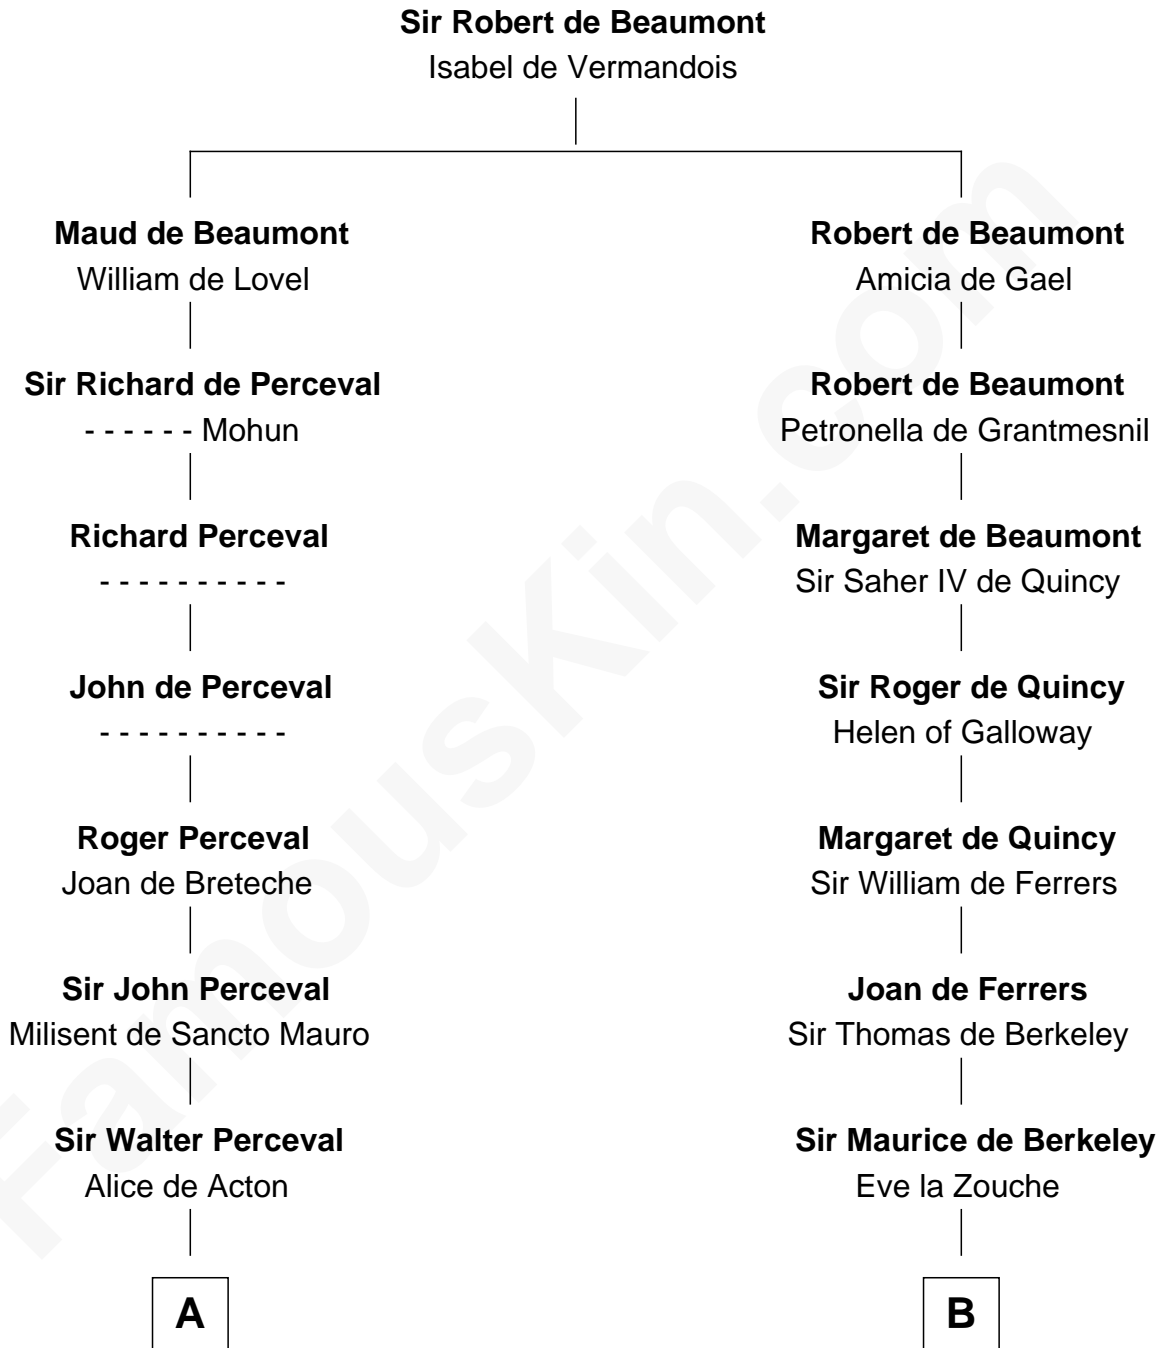 Sir Robert de Beaumont
Isabel de Vermandois
Maud de Beaumont
William de Lovel
Robert de Beaumont
Amicia de Gael
Sir Richard de Perceval
- - - - - - Mohun
Robert de Beaumont
Petronella de Grantmesnil
Richard Perceval
- - - - - - - - - -
Margaret de Beaumont
Sir Saher IV de Quincy
John de Perceval
- - - - - - - - - -
Sir Roger de Quincy
Helen of Galloway
Roger Perceval
Joan de Breteche
Margaret de Quincy
Sir William de Ferrers
Sir John Perceval
Milisent de Sancto Mauro
Joan de Ferrers
Sir Thomas de Berkeley
Sir Walter Perceval
Alice de Acton
Sir Maurice de Berkeley
Eve la Zouche
A
B
FamousKin.com